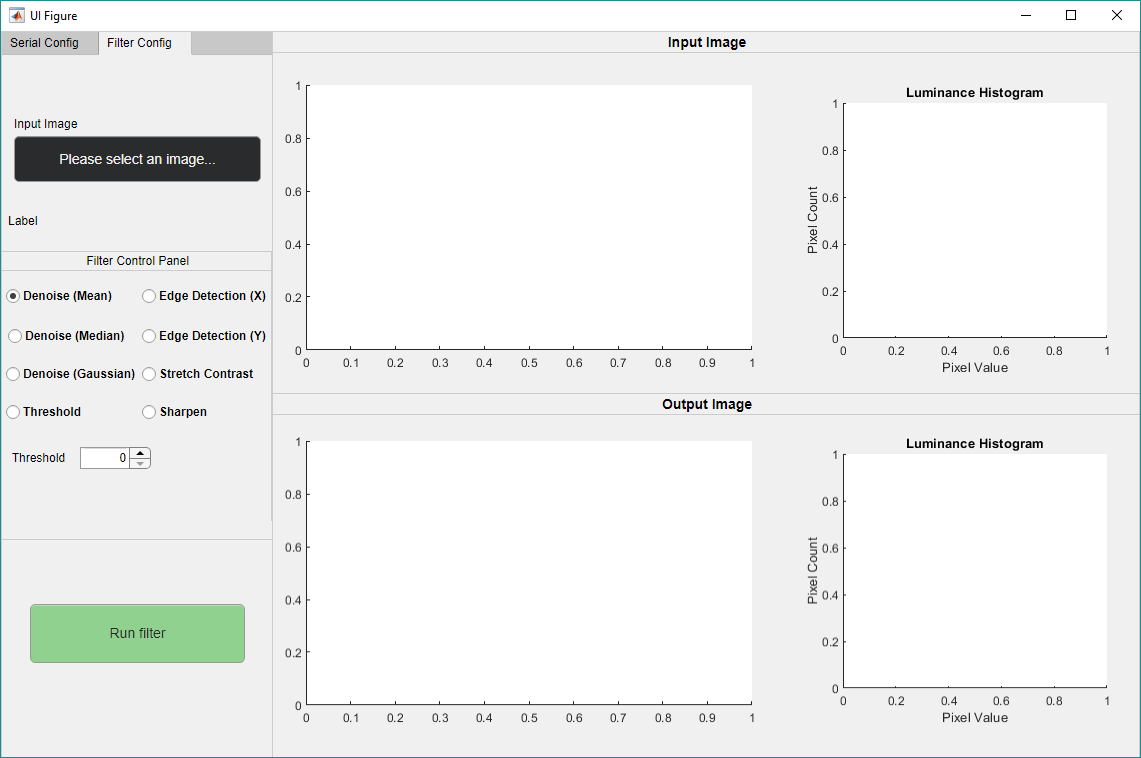 UI Figure
Serial Config
Filter Config
Input Image
Please select an image...
Label
Filter Control Panel
Denoise (Mean)
Edge Detection (X)
Denoise (Median)
Edge Detection (Y)
Denoise (Gaussian)
Stretch Contrast
Threshold
Sharpen
Threshold
0
Run filter
Input Image
1
0.8
0.6
0.4
0.2
0
0 0.1 0.2 0.3 0.4 0.5 0.6 0.7 0.8 0.9 1
Luminance Histogram
Pixel Count
1
0.8
0.6
0.4
0.2
0
0 0.2 0.4 0.6 0.8 1
Pixel Value
Output Image
1
0.8
0.6
0.4
0.2
0
0 0.1 0.2 0.3 0.4 0.5 0.6 0.7 0.8 0.9 1
Luminance Histogram
Pixel Count
1
0.8
0.6
0.4
0.2
0
0 0.2 0.4 0.6 0.8 1
Pixel Value